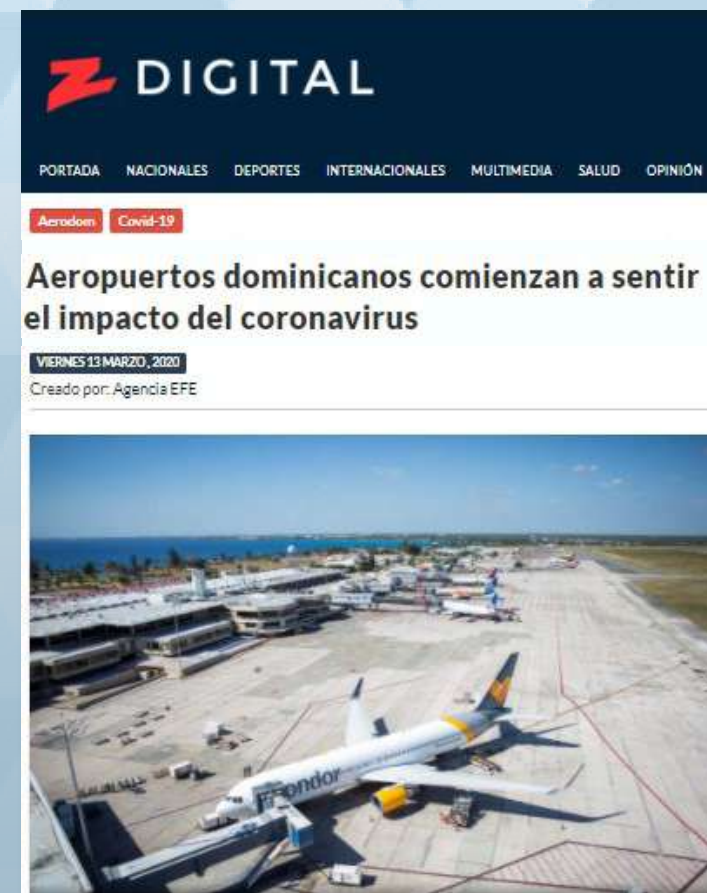 Z DIGITAL
PORTADA NACIONALES DEPORTES INTERNACIONALES MULTIMEDIA SALUD OPINIÓN
Aerodom Covid-19
Aeropuertos dominicanos comienzan a sentir
el impacto del coronavirus
VIERNES 13 MARZO, 2020
Creado por: Agencia EFE
Condor